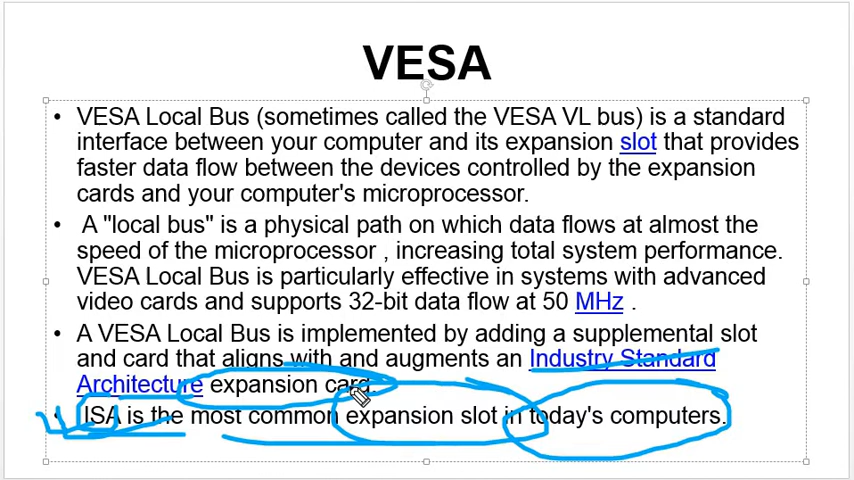 VESA
• VESA Local Bus (sometimes called the VESA VL bus) is a standard
interface between your computer and its expansion slot that provides
faster data flow between the devices controlled by the expansion
cards and your computer's microprocessor.
• A "local bus" is a physical path on which data flows at almost the
speed of the microprocessor , increasing total system performance.
VESA Local Bus is particularly effective in systems with advanced
video cards and supports 32-bit data flow at 50 MHz .
• A VESA Local Bus is implemented by adding a supplemental slot
and card that aligns with and augments an Industry Standard
Architecture expansion card.
• ISA is the most common expansion slot in today's computers.